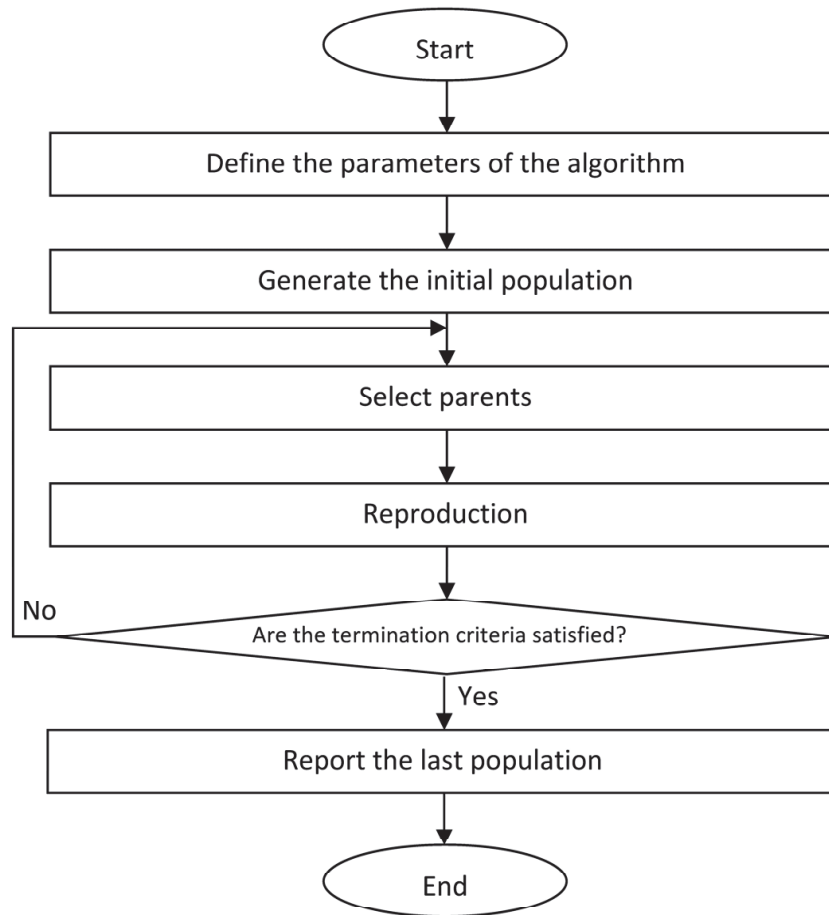 Start
Define the parameters of the algorithm
Generate the initial population
Select parents
Reproduction
No
Are the termination criteria satisfied?
Yes
Report the last population
End